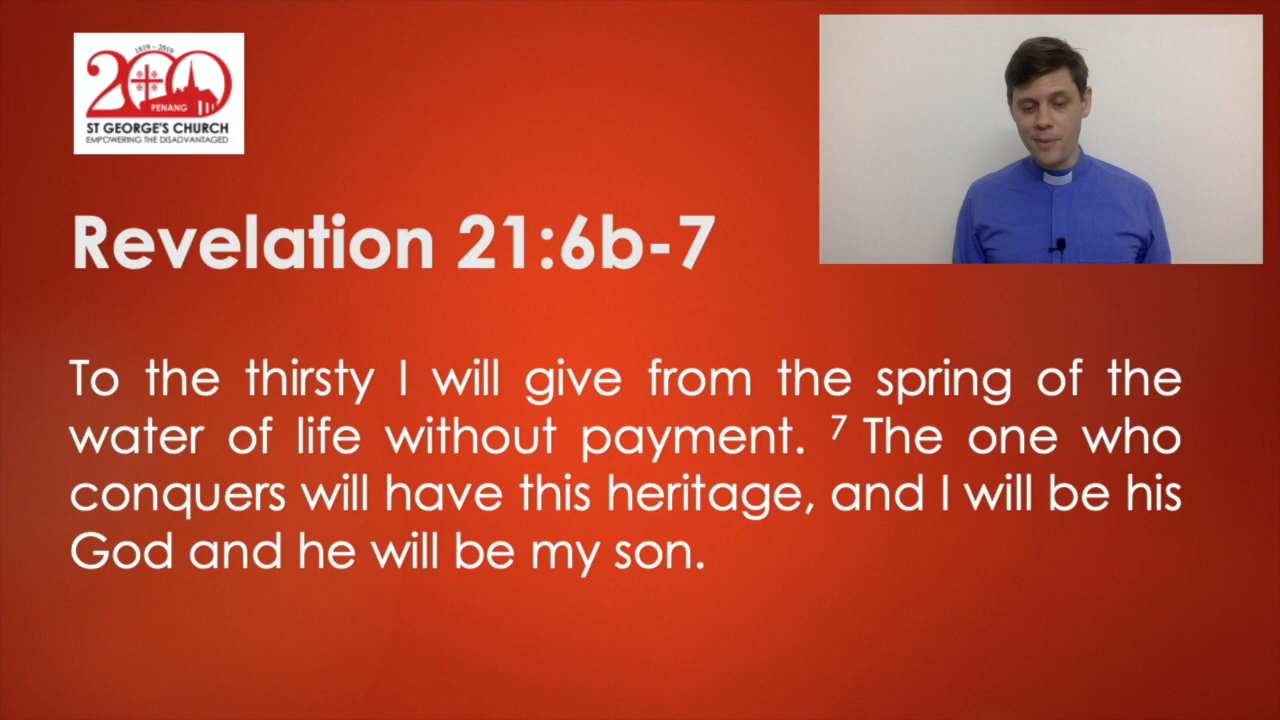 1819 - 2019
200
PENANG
ST GEORGE'S CHURCH
EMPOWERING THE DISADVANTAGED
Revelation 21:6b-7
To the thirsty I will give from the spring of the
water of life without payment. ⁷ The one who
conquers will have this heritage, and I will be his
God and he will be my son.